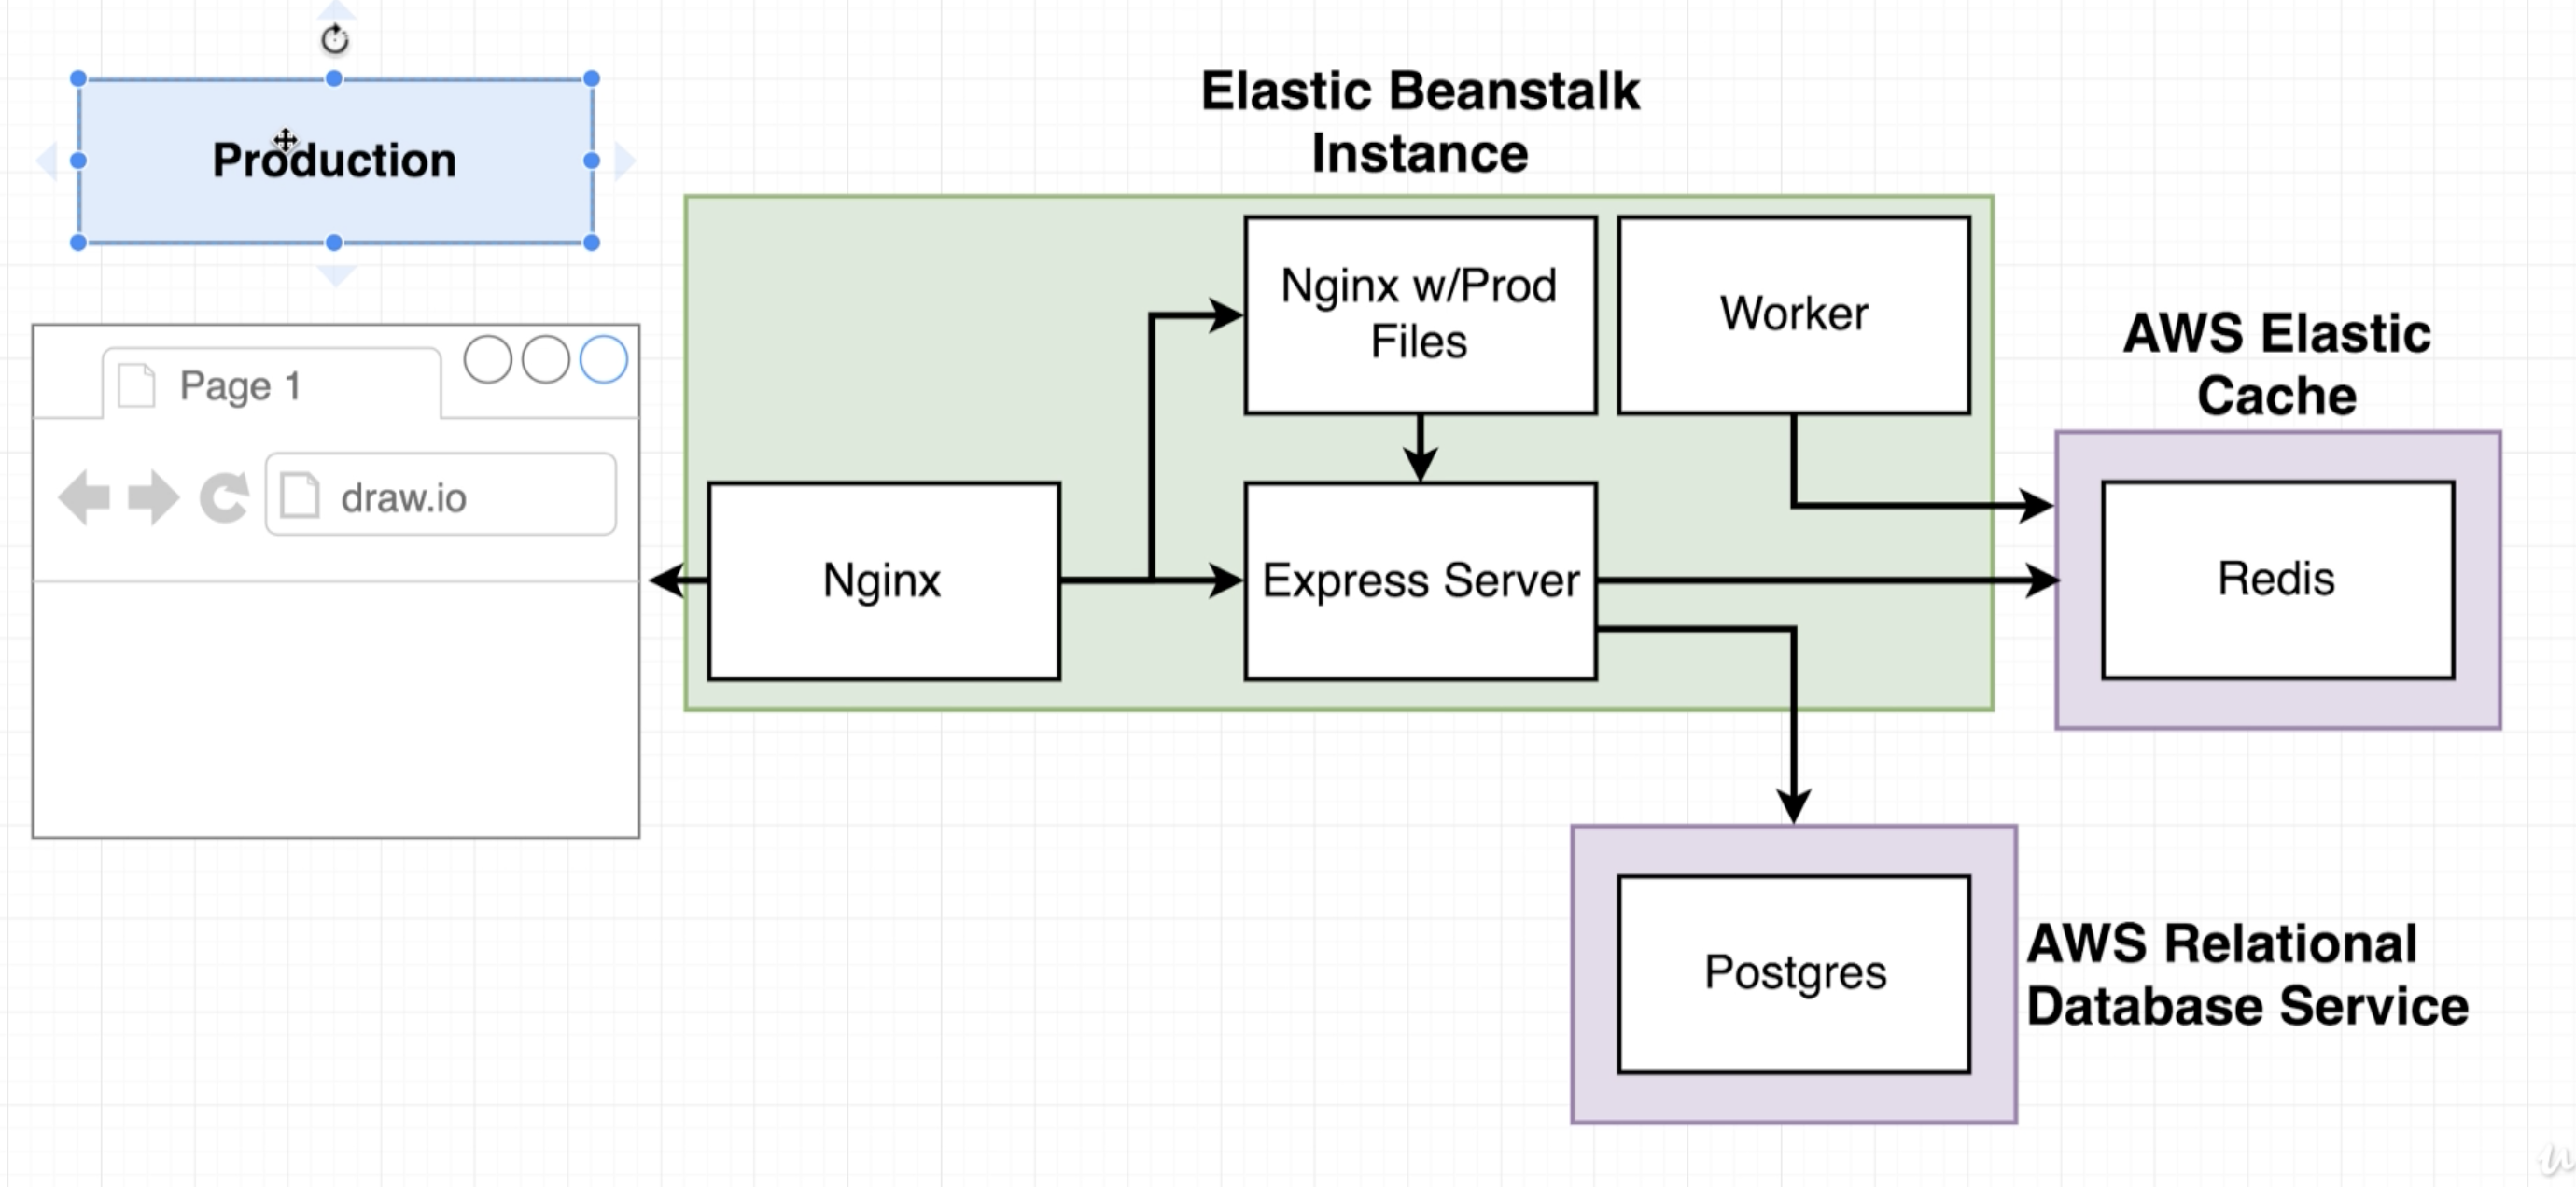 Production
Elastic Beanstalk
Instance
Nginx w/Prod
Files
Worker
AWS Elastic
Cache
Page 1
draw.io
Nginx
Express Server
Redis
Postgres
AWS Relational
Database Service